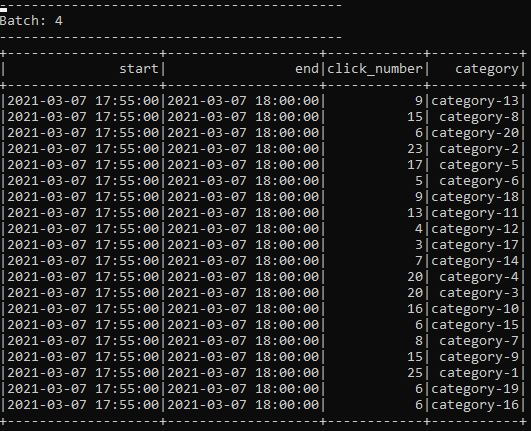 -------------------------------------------
Batch: 4
-------------------------------------------
+-------------------+-------------------+------------+-----------+
|              start|                end|click_number|   category|
+-------------------+-------------------+------------+-----------+
|2021-03-07 17:55:00|2021-03-07 18:00:00|           9|category-13|
|2021-03-07 17:55:00|2021-03-07 18:00:00|          15| category-8|
|2021-03-07 17:55:00|2021-03-07 18:00:00|           6|category-20|
|2021-03-07 17:55:00|2021-03-07 18:00:00|          23| category-2|
|2021-03-07 17:55:00|2021-03-07 18:00:00|          17| category-5|
|2021-03-07 17:55:00|2021-03-07 18:00:00|           5| category-6|
|2021-03-07 17:55:00|2021-03-07 18:00:00|           9|category-18|
|2021-03-07 17:55:00|2021-03-07 18:00:00|          13|category-11|
|2021-03-07 17:55:00|2021-03-07 18:00:00|           4|category-12|
|2021-03-07 17:55:00|2021-03-07 18:00:00|           3|category-17|
|2021-03-07 17:55:00|2021-03-07 18:00:00|           7|category-14|
|2021-03-07 17:55:00|2021-03-07 18:00:00|          20| category-4|
|2021-03-07 17:55:00|2021-03-07 18:00:00|          20| category-3|
|2021-03-07 17:55:00|2021-03-07 18:00:00|          16|category-10|
|2021-03-07 17:55:00|2021-03-07 18:00:00|           6|category-15|
|2021-03-07 17:55:00|2021-03-07 18:00:00|           8| category-7|
|2021-03-07 17:55:00|2021-03-07 18:00:00|          15| category-9|
|2021-03-07 17:55:00|2021-03-07 18:00:00|          25| category-1|
|2021-03-07 17:55:00|2021-03-07 18:00:00|           6|category-19|
|2021-03-07 17:55:00|2021-03-07 18:00:00|           6|category-16|
+-------------------+-------------------+------------+-----------+